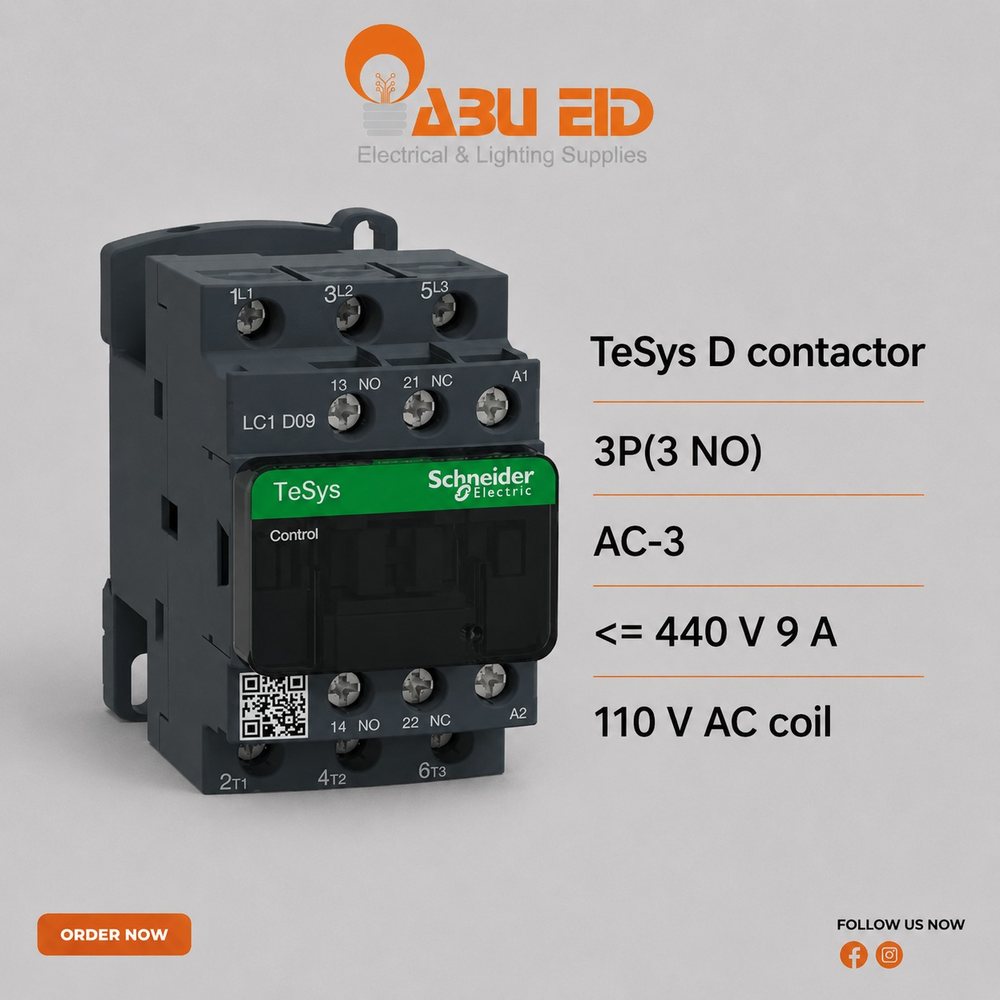 ABU EID
Electrical & Lighting Supplies
1L1 3L2 5L3
13 NO 21 NC A1
LC1 D09
TeSys
Schneider
Electric
Control
14 NO 22 NC A2
2T1 4T2 6T3
TeSys D contactor
3P(3 NO)
AC-3
<= 440 V 9 A
110 V AC coil
ORDER NOW
FOLLOW US NOW